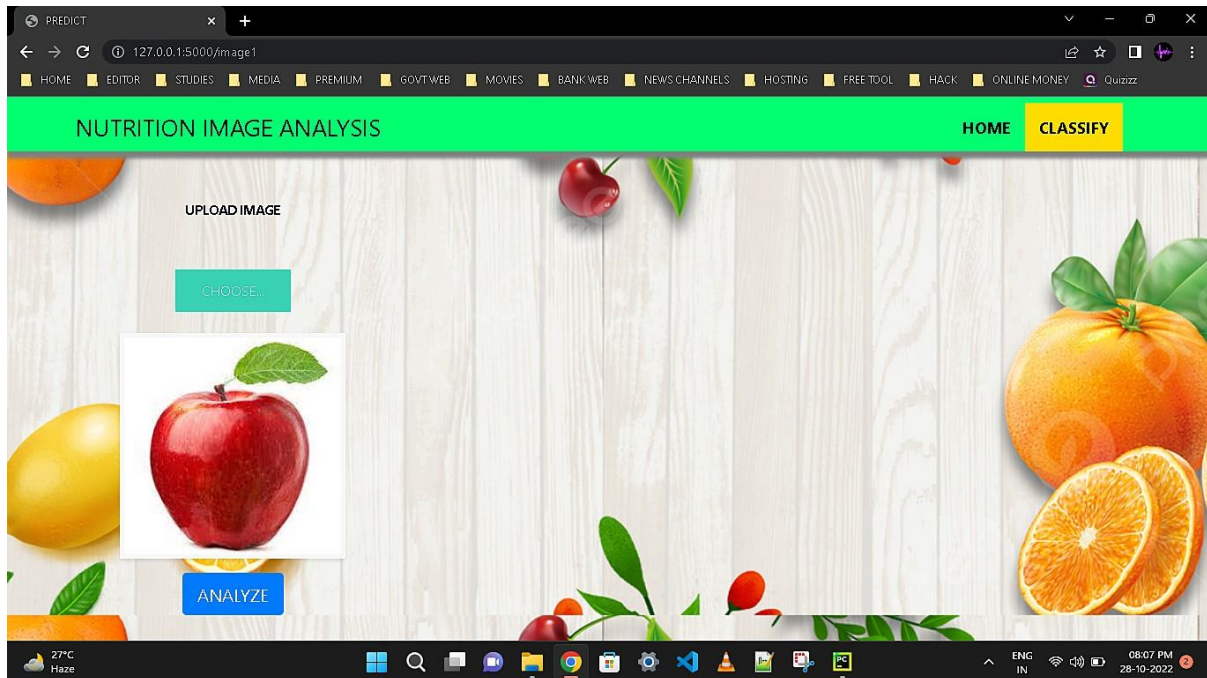 PREDICT
127.0.0.1:5000/image1
HOME EDITOR STUDIES MEDIA PREMIUM GOVT WEB MOVIES BANK WEB NEWS CHANNELS HOSTING FREE TOOL HACK ONLINE MONEY Quizizz
NUTRITION IMAGE ANALYSIS HOME CLASSIFY
UPLOAD IMAGE
CHOOSE...
ANALYZE
27°C
Haze
ENG
IN
08:07 PM
28-10-2022
2